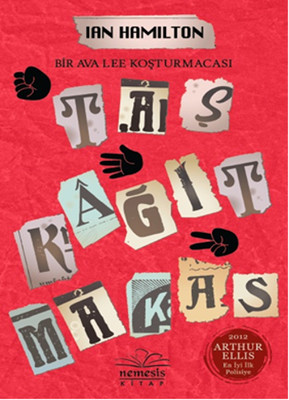 IAN HAMILTON
BİR AVA LEE KOŞTURMACASI
TAŞ
KÂĞIT
MAKAS
2012
ARTHUR
ELLIS
En İyi İlk
Polisiye
nemesis
KİTAP